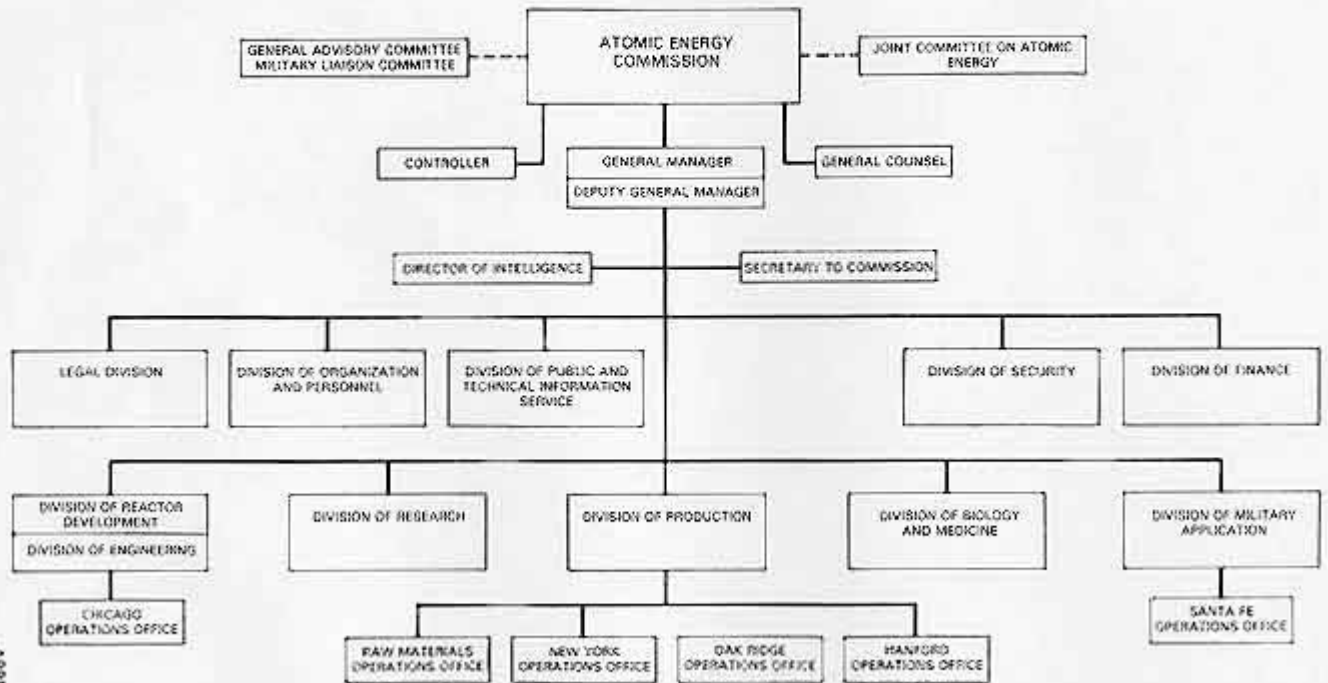 GENERAL ADVISORY COMMITTEE
MILITARY LIAISON COMMITTEE
ATOMIC ENERGY
COMMISSION
JOINT COMMITTEE ON ATOMIC
ENERGY
CONTROLLER
GENERAL MANAGER
DEPUTY GENERAL MANAGER
GENERAL COUNSEL
DIRECTOR OF INTELLIGENCE
SECRETARY TO COMMISSION
LEGAL DIVISION
DIVISION OF ORGANIZATION
AND PERSONNEL
DIVISION OF PUBLIC AND
TECHNICAL INFORMATION
SERVICE
DIVISION OF SECURITY
DIVISION OF FINANCE
DIVISION OF REACTOR
DEVELOPMENT
DIVISION OF ENGINEERING
DIVISION OF RESEARCH
DIVISION OF PRODUCTION
DIVISION OF BIOLOGY
AND MEDICINE
DIVISION OF MILITARY
APPLICATION
CHICAGO
OPERATIONS OFFICE
SANTA FE
OPERATIONS OFFICE
RAW MATERIALS
OPERATIONS OFFICE
NEW YORK
OPERATIONS OFFICE
OAK RIDGE
OPERATIONS OFFICE
HANFORD
OPERATIONS OFFICE